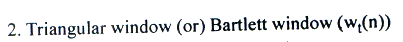 2. Triangular window (or) Bartlett window (wₜ(n))